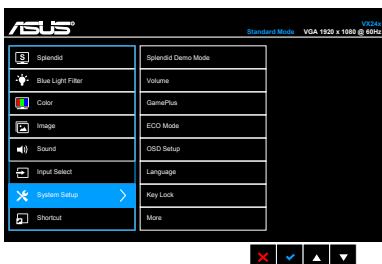 ASUS
VX24x
Standard Mode VGA 1920 x 1080 @ 60Hz
S Splendid
Blue Light Filter
Color
Image
Sound
Input Select
System Setup
Shortcut
Splendid Demo Mode
Volume
GamePlus
ECO Mode
OSD Setup
Language
Key Lock
More